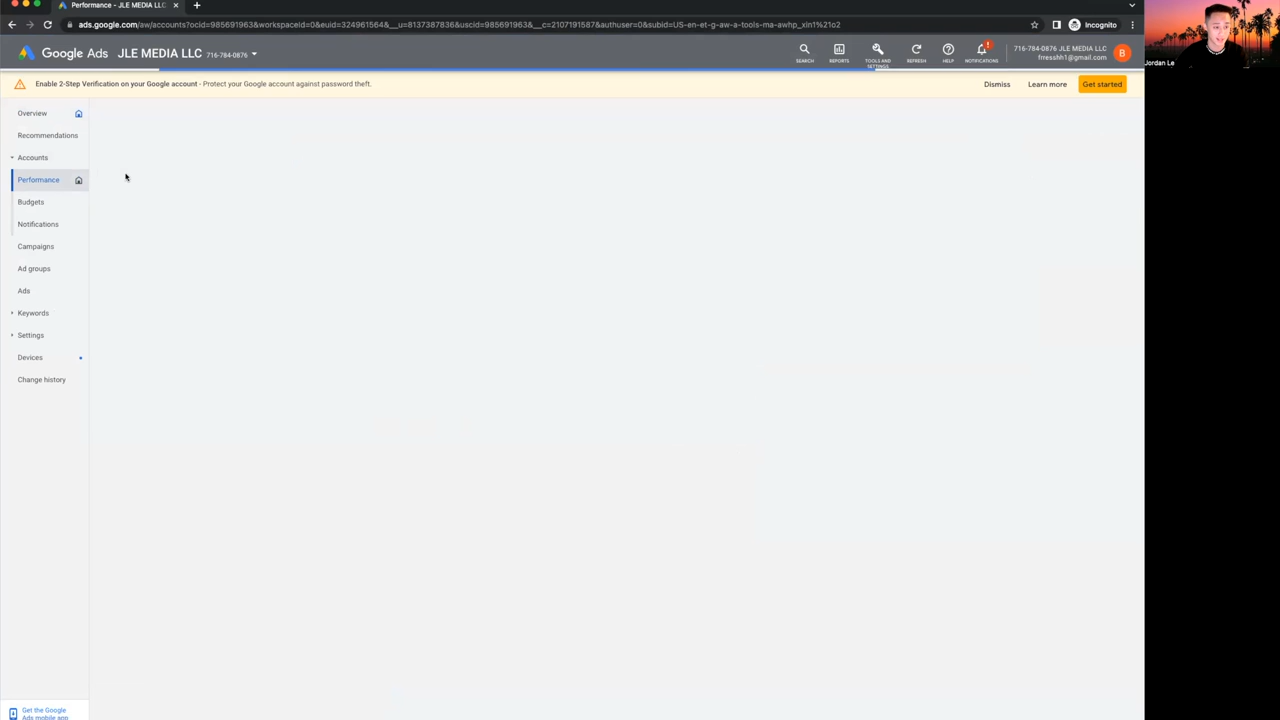 Performance - JLE MEDIA LLC
ads.google.com/aw/accounts?ocid=985691963&workspaceId=0&euid=324961564&__u=8137387836&uscid=985691963&__c=2107191587&authuser=0&subid=US-en-et-g-aw-a-tools-ma-awhp_xin1%21o2
Incognito
Google Ads JLE MEDIA LLC 716-784-0876
SEARCH
REPORTS
TOOLS AND SETTINGS
REFRESH
HELP
NOTIFICATIONS
716-784-0876 JLE MEDIA LLC
frresshh1@gmail.com
B
Jordan Le
Enable 2-Step Verification on your Google account - Protect your Google account against password theft.
Dismiss
Learn more
Get started
Overview
Recommendations
Accounts
Performance
Budgets
Notifications
Campaigns
Ad groups
Ads
Keywords
Settings
Devices
Change history
Get the Google
Ads mobile app